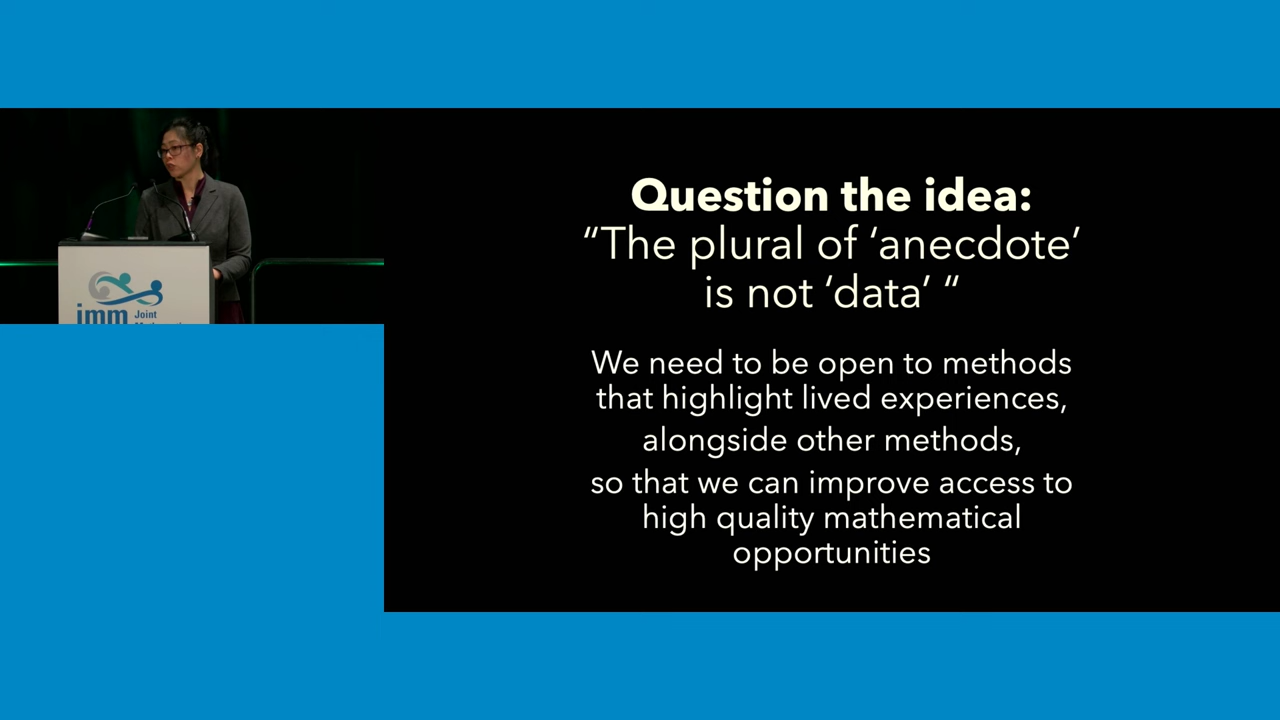 Question the idea:
“The plural of ‘anecdote’
is not ‘data’ “
We need to be open to methods
that highlight lived experiences,
alongside other methods,
so that we can improve access to
high quality mathematical
opportunities
jmm Joint